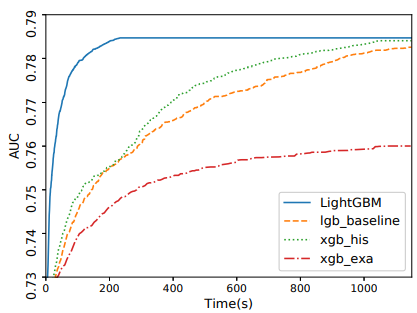 0.79
0.78
0.77
0.76
0.75
0.74
0.73
AUC
LightGBM
lgb_baseline
xgb_his
xgb_exa
0 200 400 600 800 1000
Time(s)